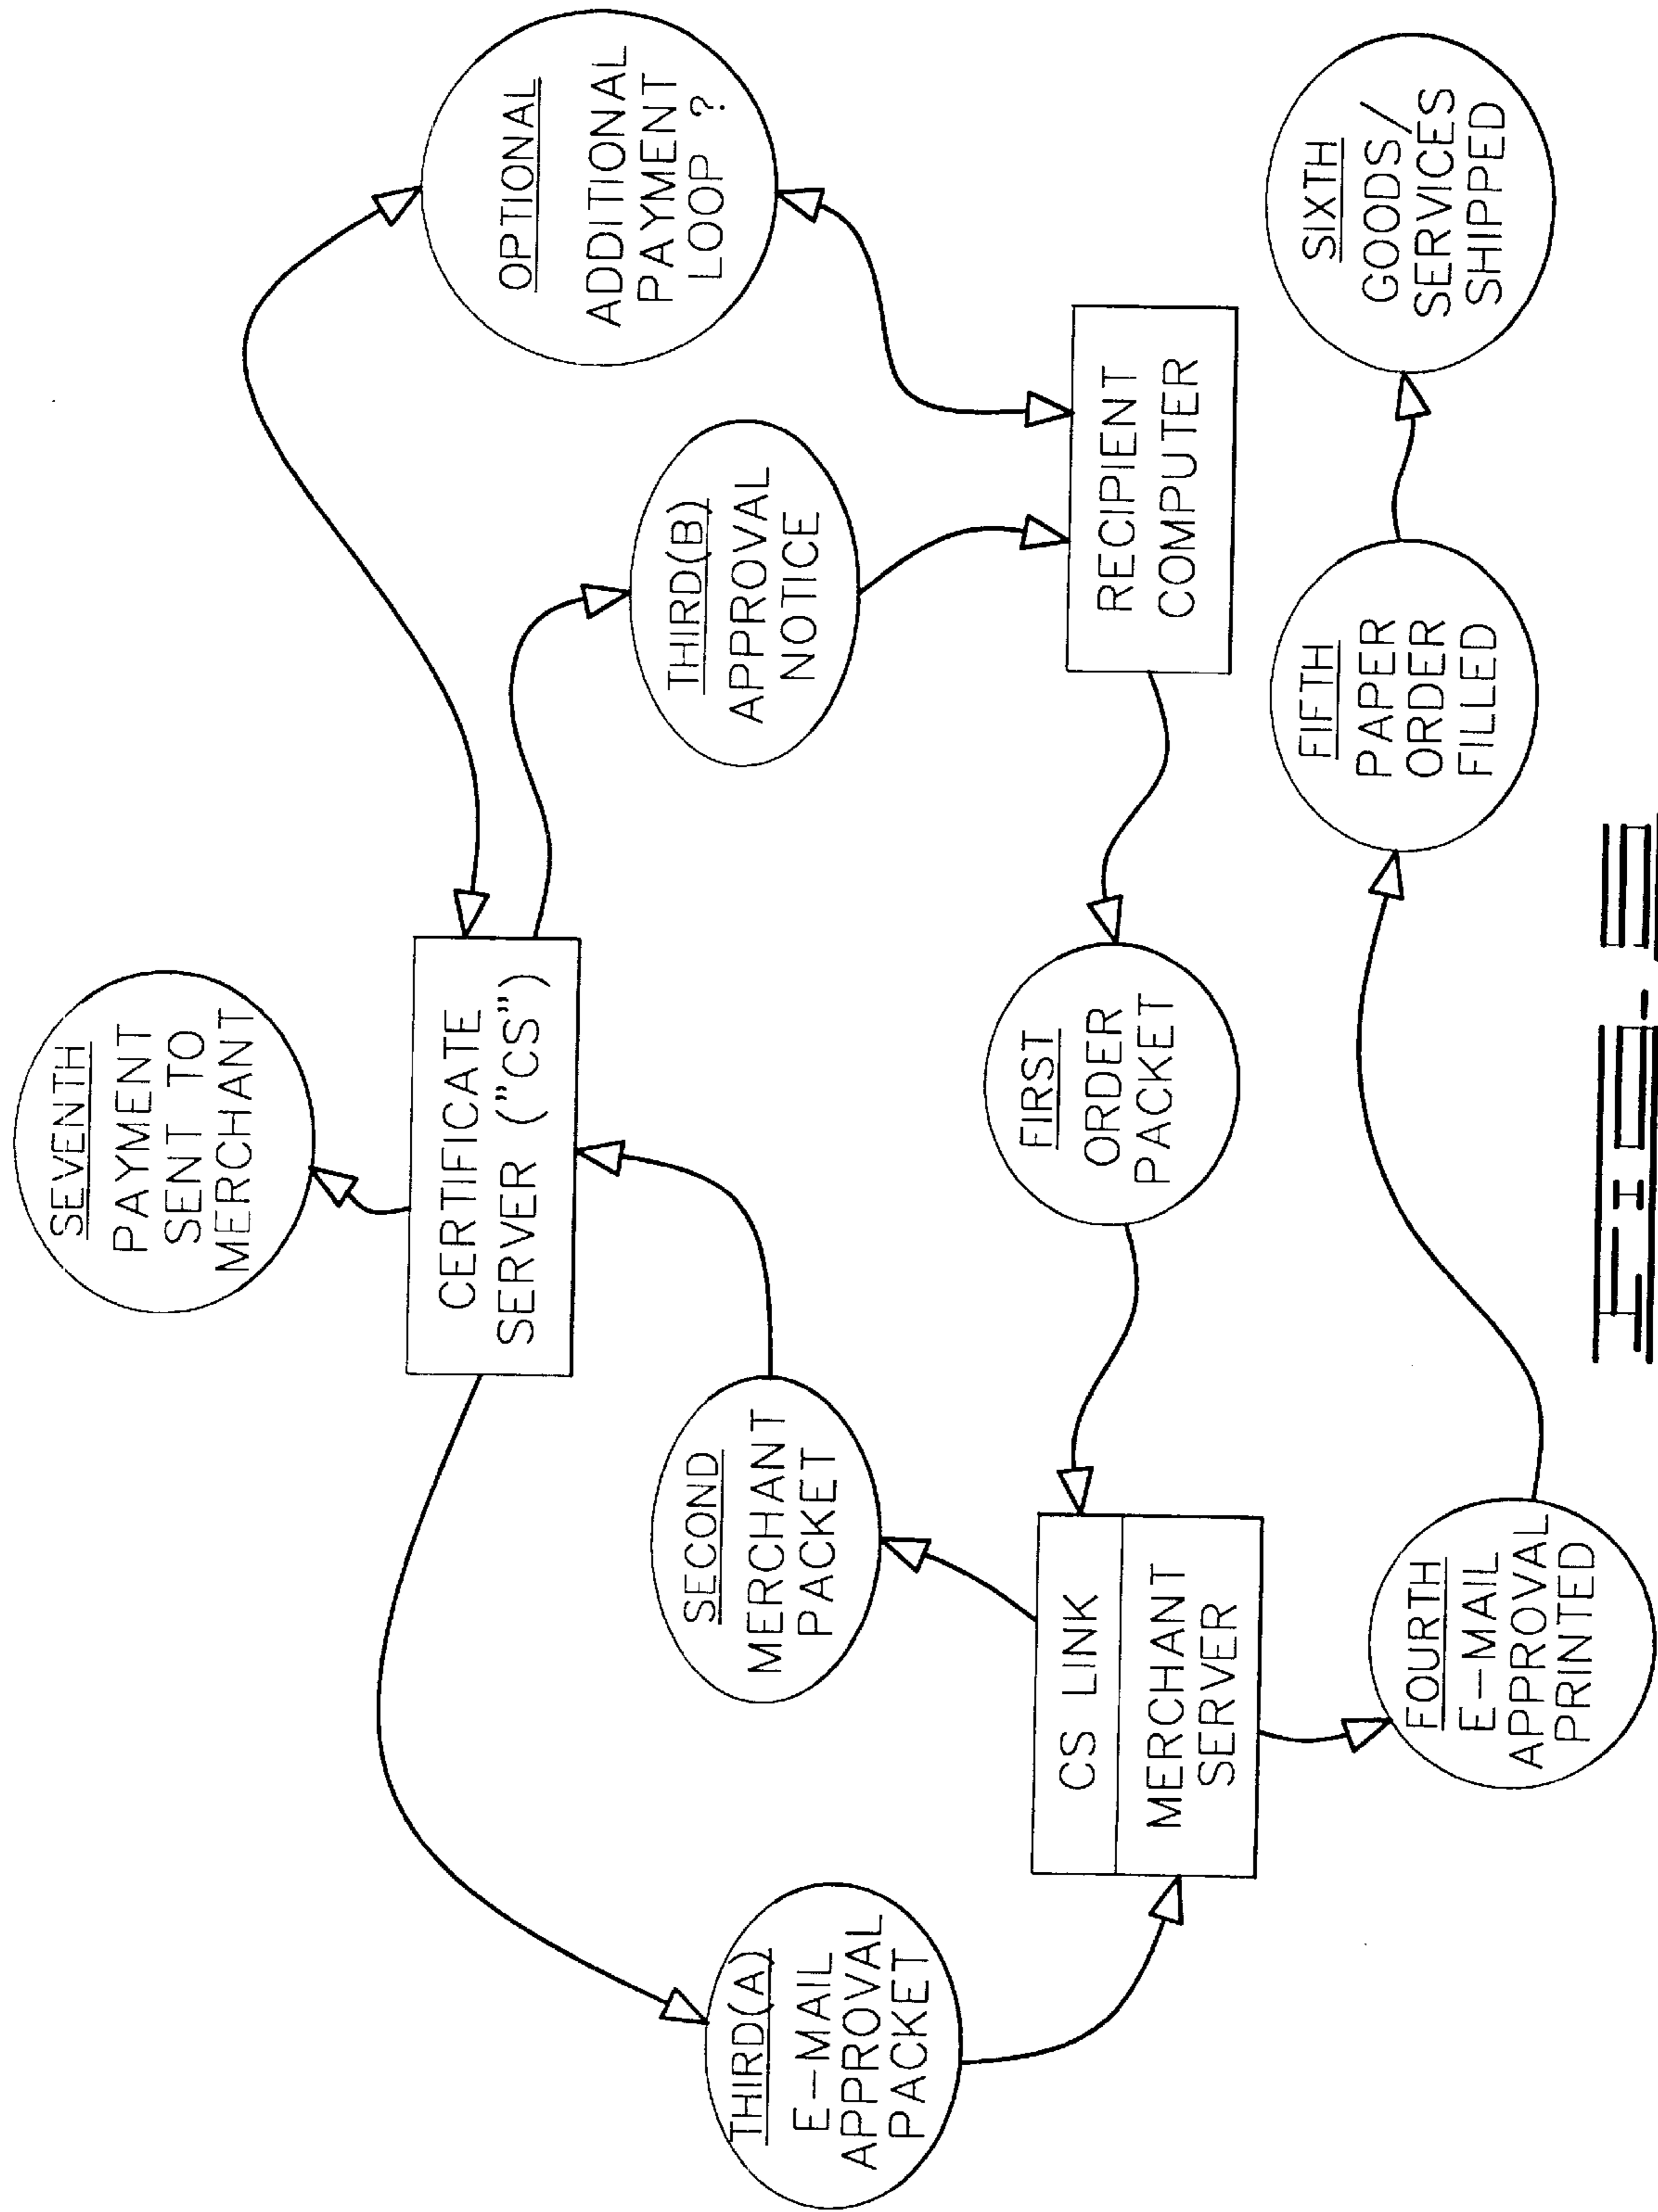 SEVENTH
PAYMENT
SENT TO
MERCHANT
CERTIFICATE
SERVER ("CS")
OPTIONAL
ADDITIONAL
PAYMENT
LOOP ?
THIRD(A)
E-MAIL
APPROVAL
PACKET
SECOND
MERCHANT
PACKET
THIRD(B)
APPROVAL
NOTICE
CS LINK
MERCHANT
SERVER
FIRST
ORDER
PACKET
RECIPIENT
COMPUTER
FOURTH
E-MAIL
APPROVAL
PRINTED
FIFTH
PAPER
ORDER
FILLED
SIXTH
GOODS/
SERVICES
SHIPPED